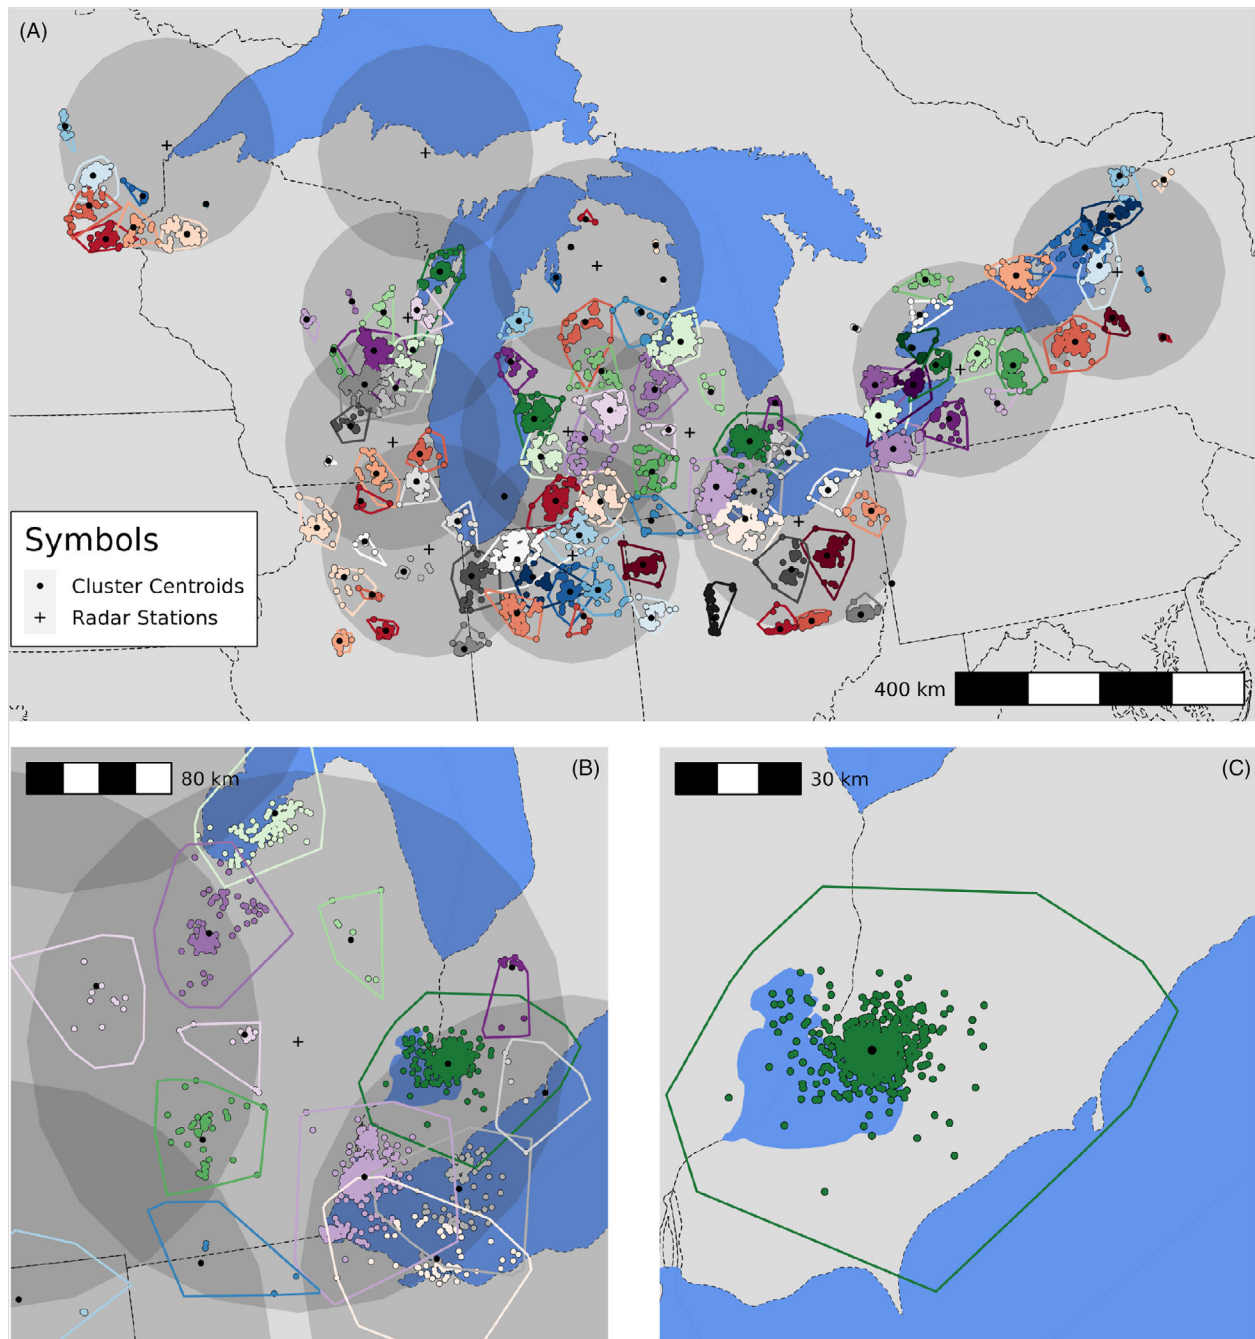 (A)
Symbols
Cluster Centroids
Radar Stations
400 km
80 km
(B)
30 km
(C)